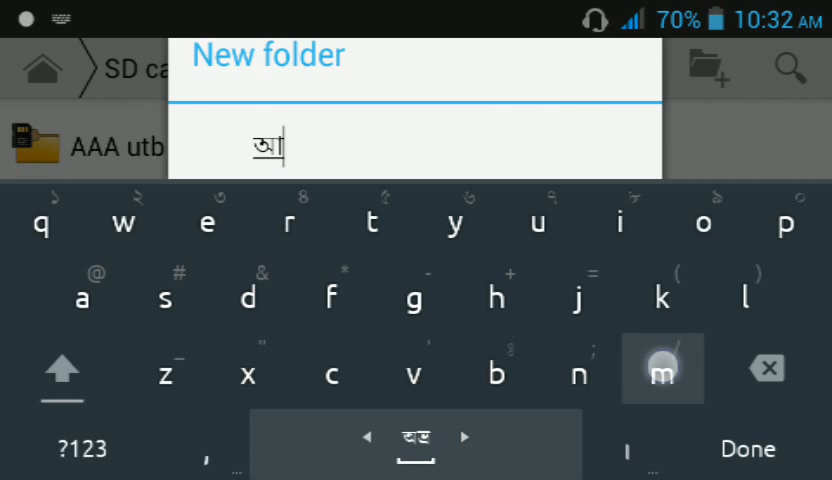 70% 10:32 AM
New folder
SD ca
AAA utb
আ
১ ২ ৩ ৪ ৫ ৬ ৭ ৮ ৯ ০
q w e r t y u i o p
@ # & * - + = ( )
a s d f g h j k l
_ " ' ঃ ; /
z x c v b n m
?123 , ... অভ্র । ... Done